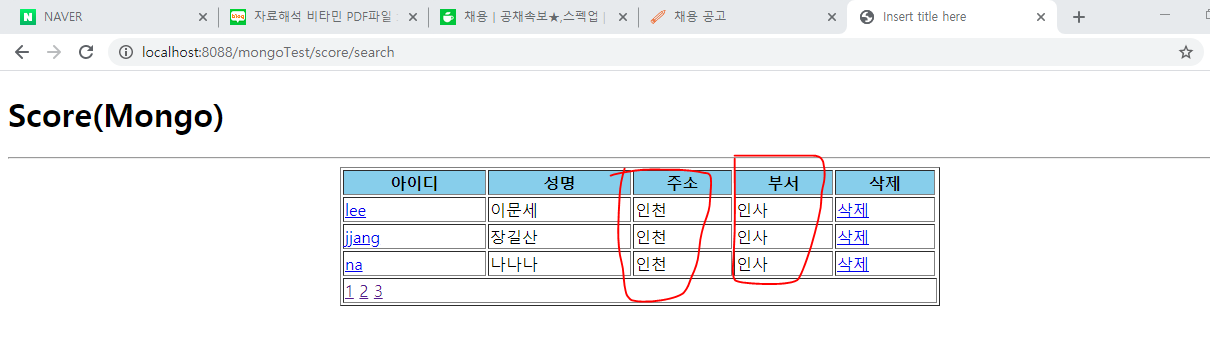 NAVER
blog 자료해석 비타민 PDF파일
채용 | 공채속보★,스펙업 |
채용 공고
Insert title here
localhost:8088/mongoTest/score/search
Score(Mongo)
아이디 성명 주소 부서 삭제
lee 이문세 인천 인사 삭제
jjang 장길산 인천 인사 삭제
na 나나나 인천 인사 삭제
1 2 3